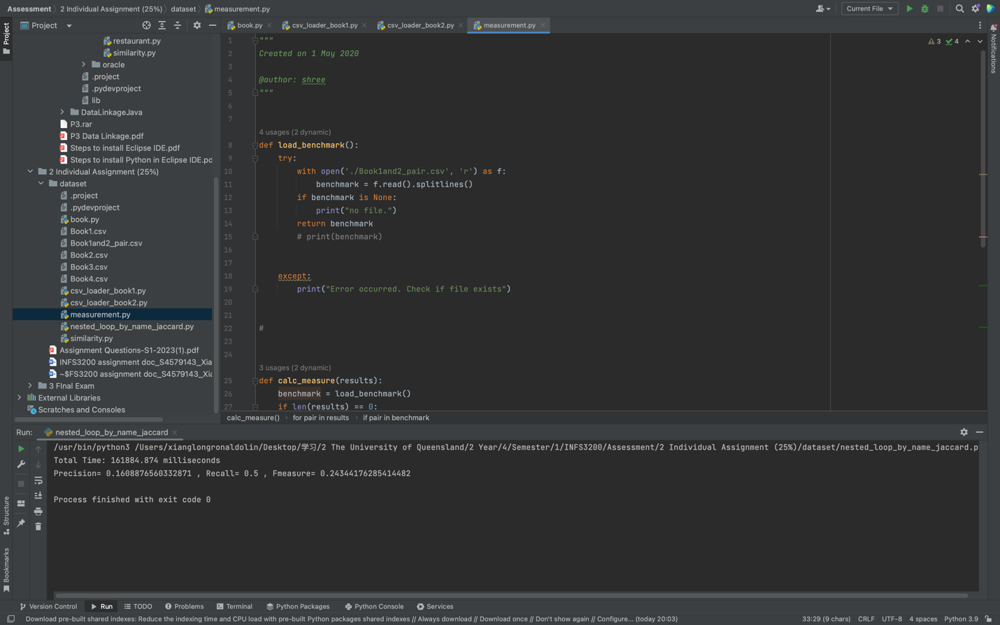 Assessment 2 Individual Assignment (25%) dataset measurement.py
Current File
Project
book.py csv_loader_book1.py csv_loader_book2.py measurement.py
Project
restaurant.py
similarity.py
oracle
.project
.pydevproject
lib
DataLinkageJava
P3.rar
P3 Data Linkage.pdf
Steps to install Eclipse IDE.pdf
Steps to install Python in Eclipse IDE.pd
2 Individual Assignment (25%)
dataset
.project
.pydevproject
book.py
Book1.csv
Book1and2_pair.csv
Book2.csv
Book3.csv
Book4.csv
csv_loader_book1.py
csv_loader_book2.py
measurement.py
nested_loop_by_name_jaccard.py
similarity.py
Assignment Questions-S1-2023(1).pdf
INFS3200 assignment doc_S4579143_Xia
~$FS3200 assignment doc_S4579143_Xia
3 FInal Exam
External Libraries
Scratches and Consoles
3 4
Notifications
1 """
2 Created on 1 May 2020
3
4 @author: shree
5 """
6
7
4 usages (2 dynamic)
8 def load_benchmark():
9 try:
10 with open('./Book1and2_pair.csv', 'r') as f:
11 benchmark = f.read().splitlines()
12 if benchmark is None:
13 print("no file.")
14 return benchmark
15 # print(benchmark)
16
17
18 except:
19 print("Error occurred. Check if file exists")
20
21
22 #
23
24
3 usages (2 dynamic)
25 def calc_measure(results):
26 benchmark = load_benchmark()
27 if len(results) == 0:
calc_measure() for pair in results if pair in benchmark
Run: nested_loop_by_name_jaccard
/usr/bin/python3 /Users/xianglongronaldolin/Desktop/学习/2 The University of Queensland/2 Year/4/Semester/1/INFS3200/Assessment/2 Individual Assignment (25%)/dataset/nested_loop_by_name_jaccard.p
Total Time: 161884.874 milliseconds
Precision= 0.1608876560332871 , Recall= 0.5 , Fmeasure= 0.24344176285414482
Process finished with exit code 0
Structure
Bookmarks
Version Control Run TODO Problems Terminal Python Packages Python Console Services
Download pre-built shared indexes: Reduce the indexing time and CPU load with pre-built Python packages shared indexes // Always download // Download once // Don't show again // Configure... (today 20:03) 33:29 (9 chars) CRLF UTF-8 4 spaces Python 3.9